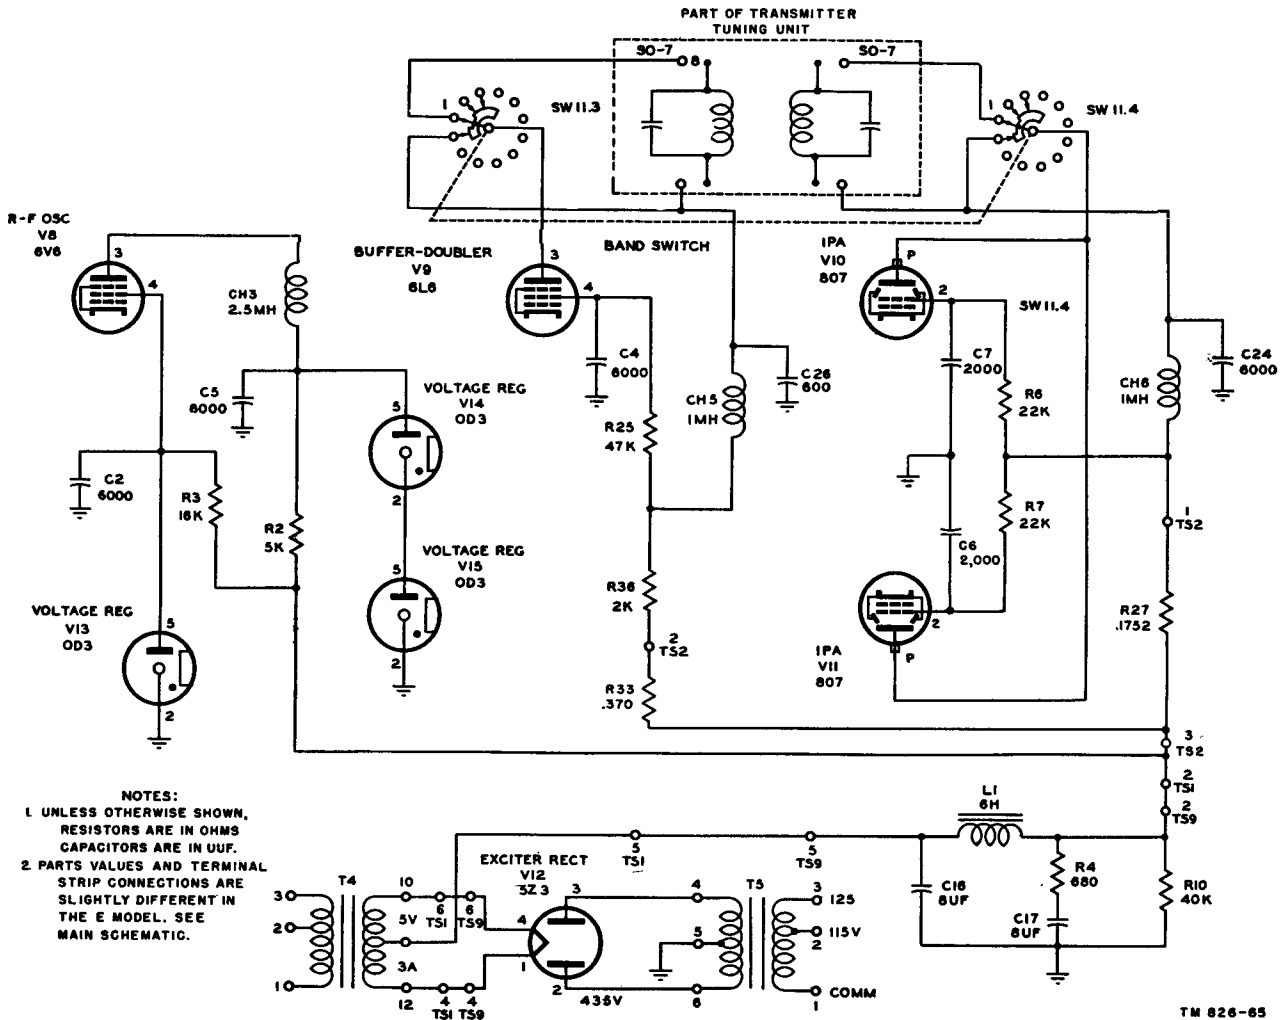 PART OF TRANSMITTER
TUNING UNIT
SO-7
8
SO-7
1
SW 11.3
1
SW 11.4
R-F OSC
V8
6V6
3
4
CH3
2.5MH
BUFFER-DOUBLER
V9
6L6
3
4
BAND SWITCH
IPA
V10
807
P
2
SW 11.4
C5
6000
VOLTAGE REG
V14
OD3
5
2
C4
6000
R25
47K
CH5
1MH
C26
600
C7
2000
R6
22K
CH6
1MH
C24
6000
C2
6000
R3
16K
R2
5K
VOLTAGE REG
V15
OD3
5
2
R36
2K
2
TS2
R33
.370
C6
2,000
R7
22K
1
TS2
R27
.1752
VOLTAGE REG
V13
OD3
5
2
IPA
V11
807
2
P
3
TS2
2
TS1
2
TS9
NOTES:
1. UNLESS OTHERWISE SHOWN,
RESISTORS ARE IN OHMS
CAPACITORS ARE IN UUF.
2. PARTS VALUES AND TERMINAL
STRIP CONNECTIONS ARE
SLIGHTLY DIFFERENT IN
THE E MODEL. SEE
MAIN SCHEMATIC.
L1
6H
5
TS1
5
TS9
EXCITER RECT
V12
5Z3
3
4
1
2
435V
T4
3
2
1
10
5V
3A
12
6
TS1
6
TS9
4
TS1
4
TS9
T5
4
5
6
3
125
115V
2
COMM
1
C16
8UF
R4
680
C17
8UF
R10
40K
TM 826-65